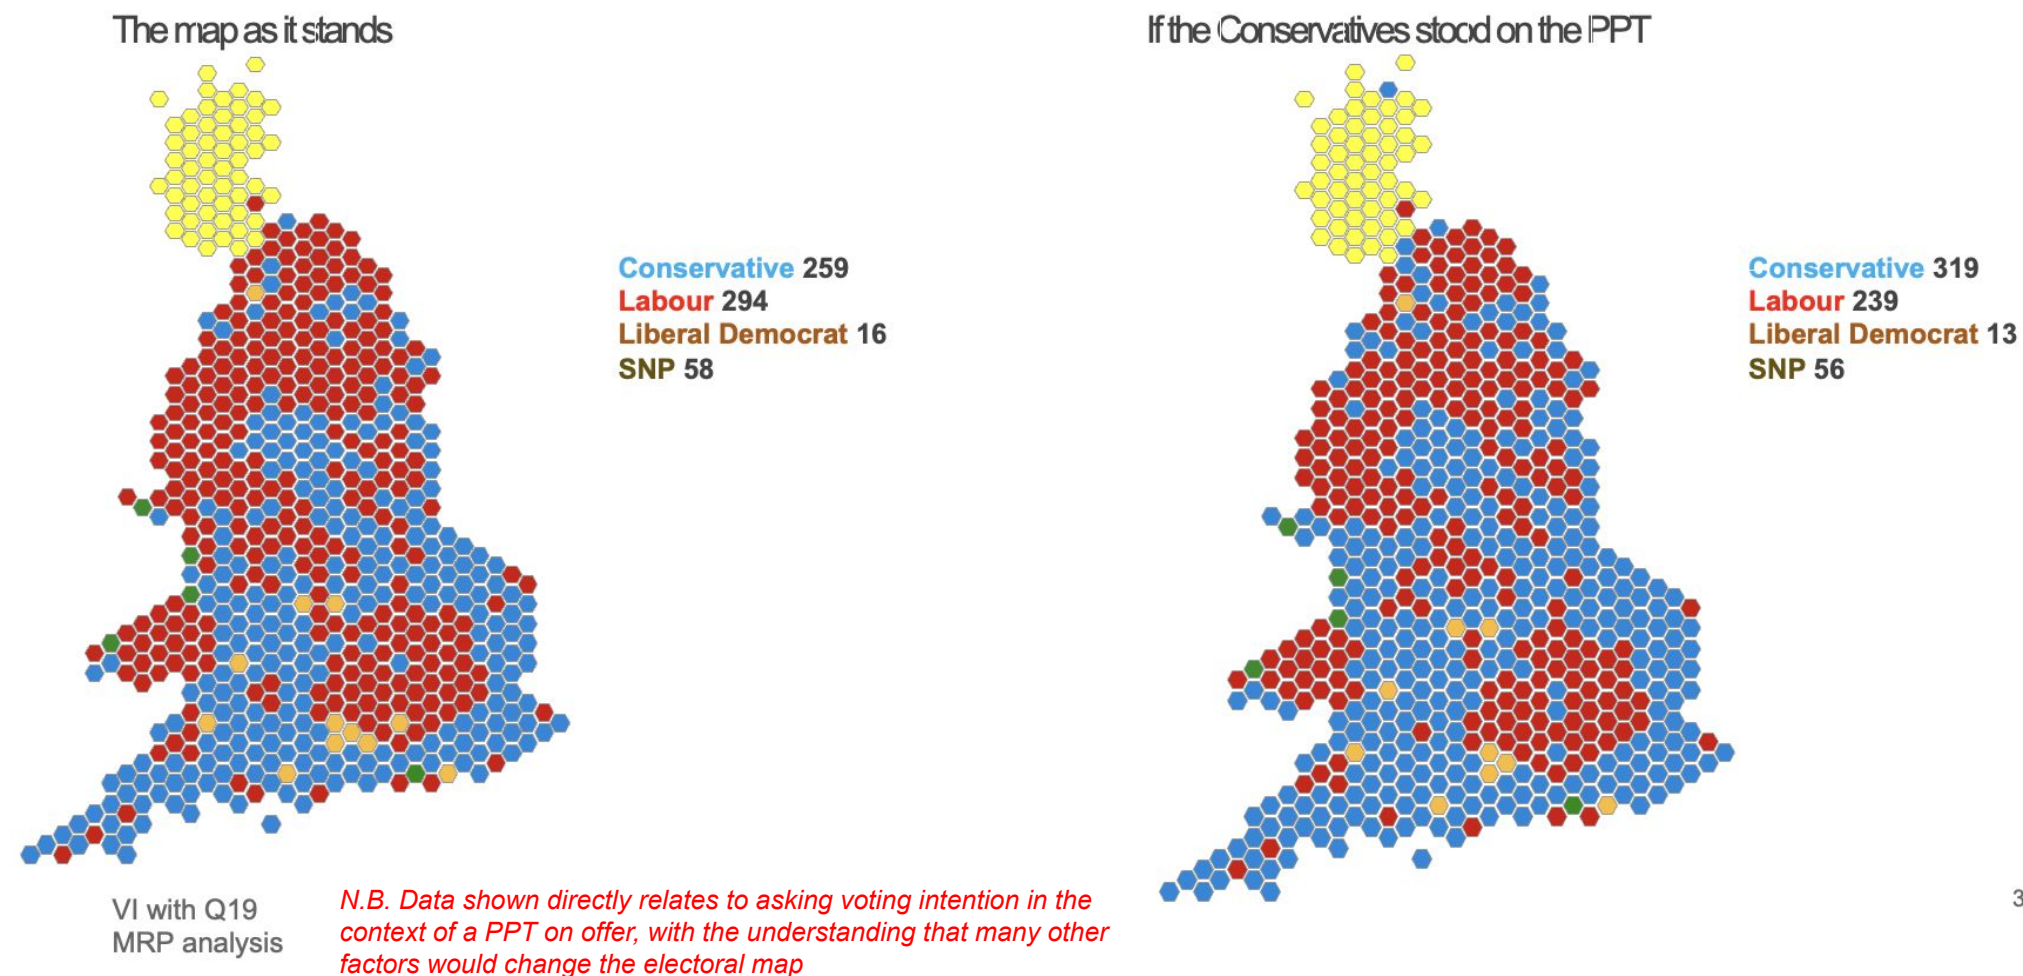 The map as it stands
If the Conservatives stood on the PPT
Conservative 259
Labour 294
Liberal Democrat 16
SNP 58
Conservative 319
Labour 239
Liberal Democrat 13
SNP 56
VI with Q19
MRP analysis
N.B. Data shown directly relates to asking voting intention in the
context of a PPT on offer, with the understanding that many other
factors would change the electoral map
3